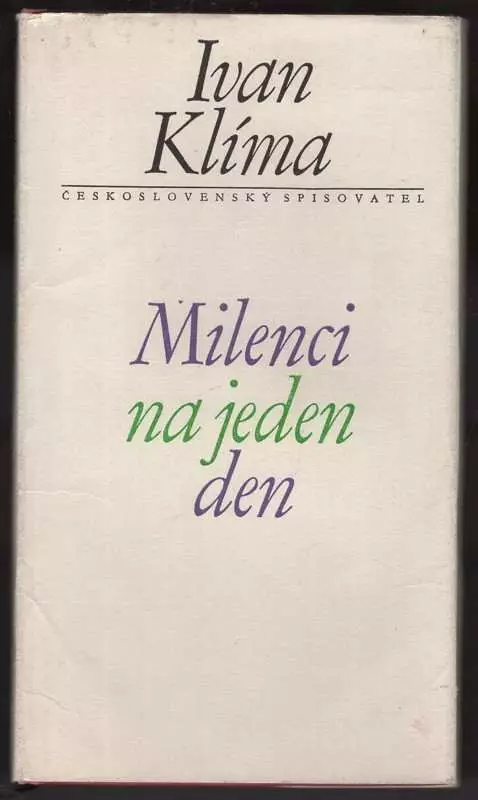 Ivan
Klíma
ČESKOSLOVENSKÝ SPISOVATEL
Milenci
na jeden
den